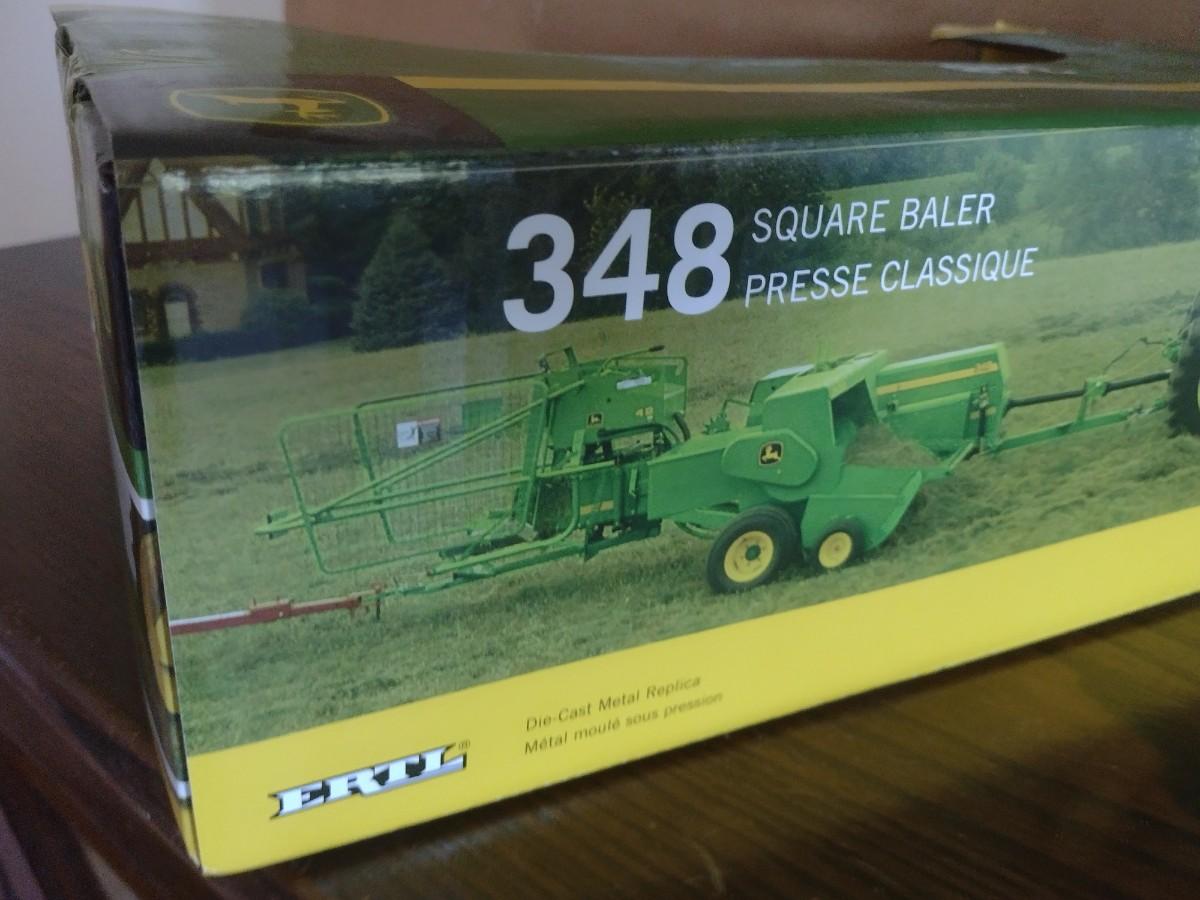 348
SQUARE BALER
PRESSE CLASSIQUE
Die-Cast Metal Replica
Métal moulé sous pression
ERTL®